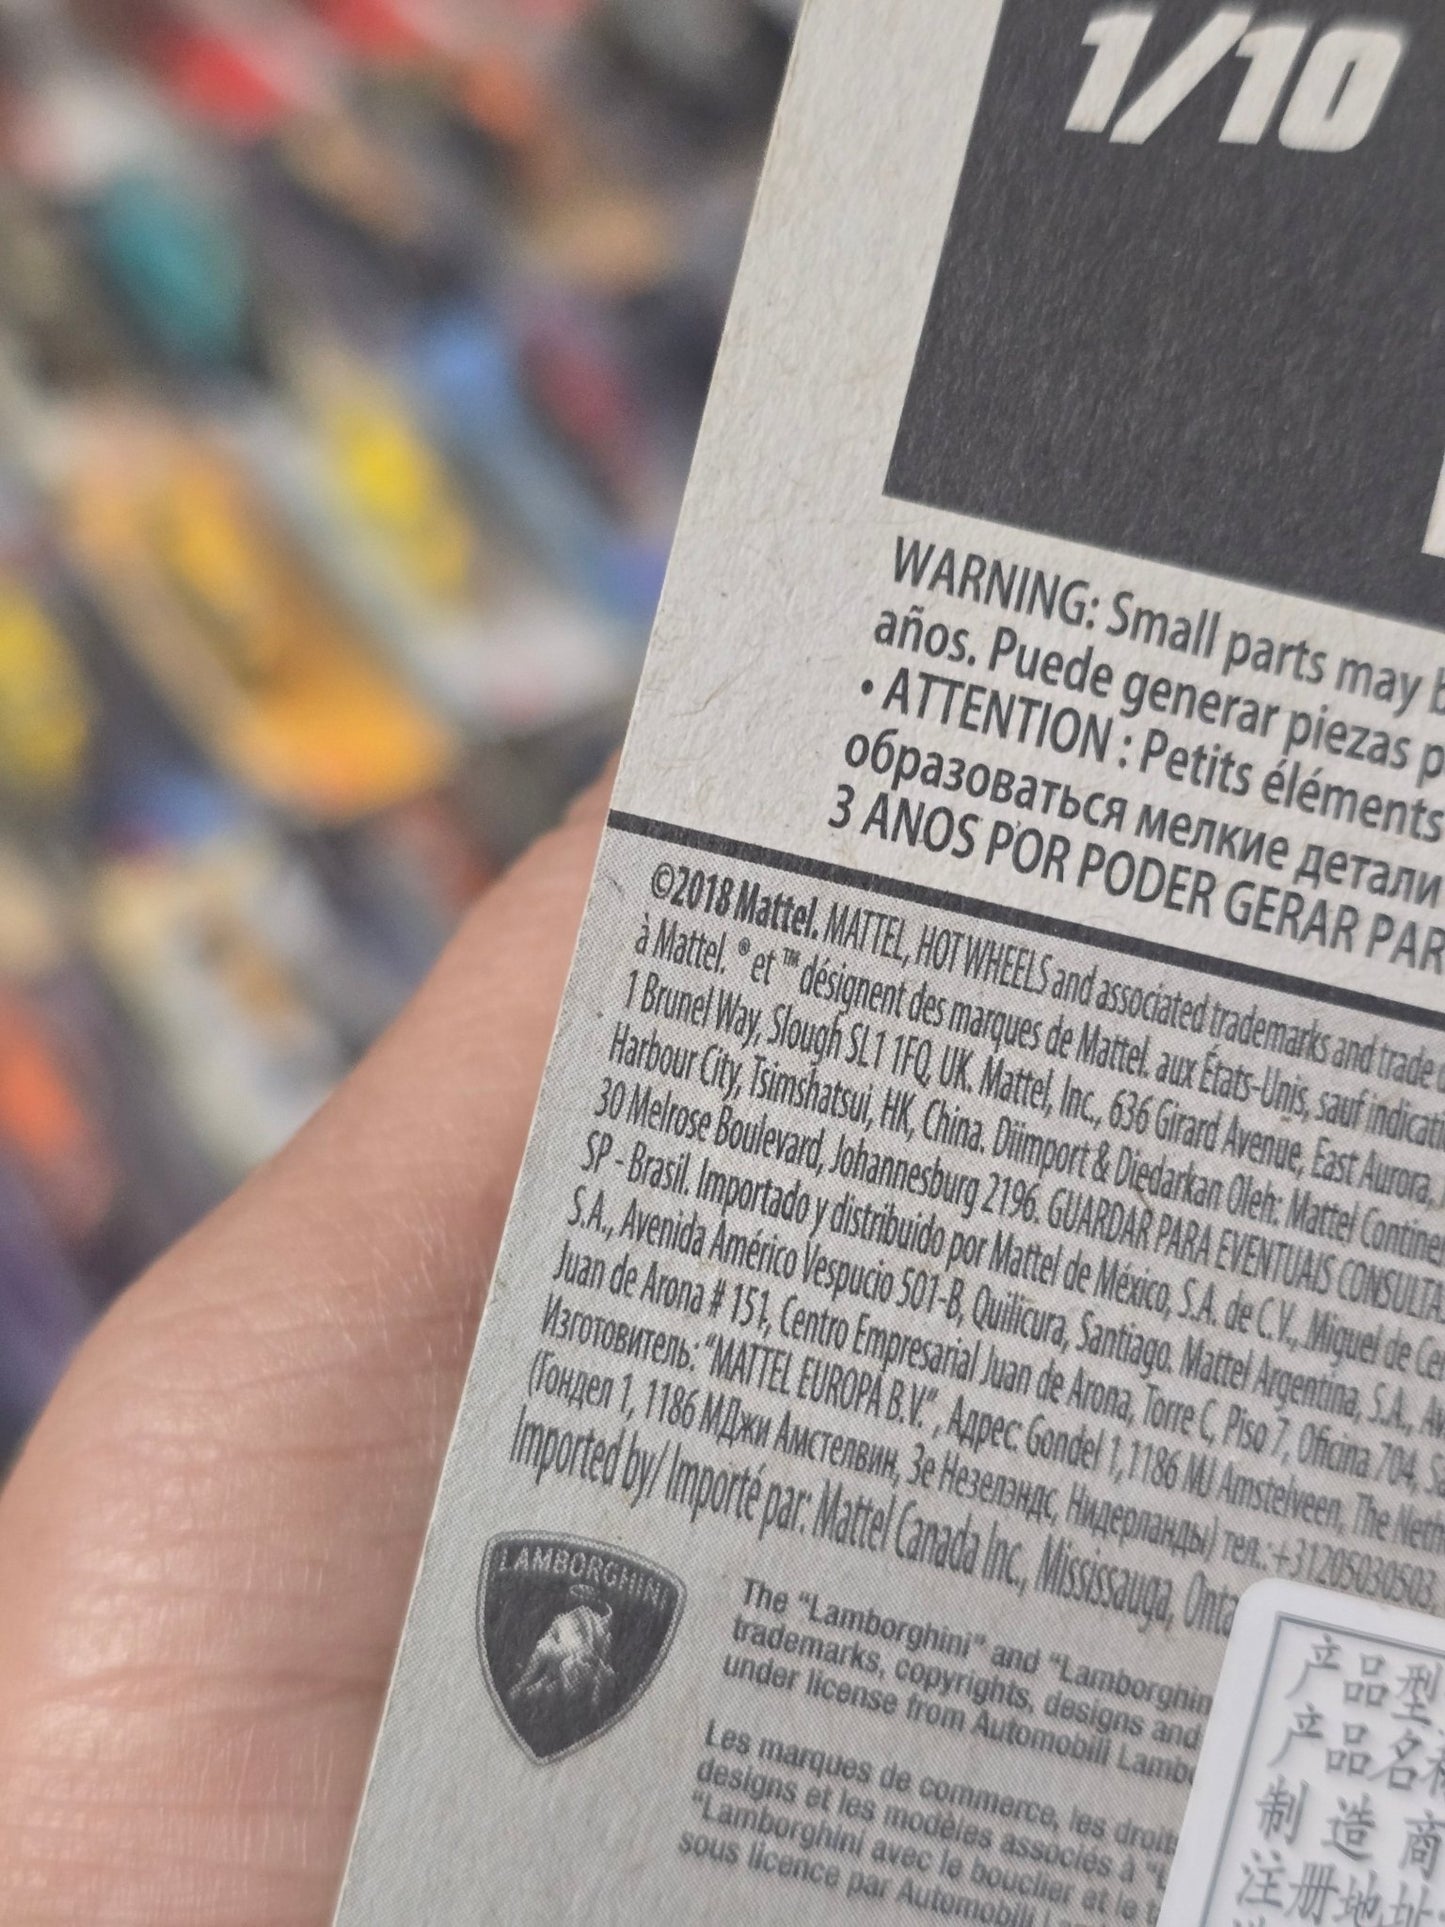 1/10
WARNING: Small parts may
años. Puede generar piezas
• ATTENTION : Petits éléments
образоваться мелкие детали
3 ANOS POR PODER GERAR PAR
©2018 Mattel. MATTEL, HOT WHEELS and associated trademarks and trade
à Mattel. ® et ™ désignent des marques de Mattel. aux États-Unis, sauf indicati
1 Brunel Way, Slough SL1 1FQ, UK. Mattel, Inc., 636 Girard Avenue, East Aurora,
Harbour City, Tsimshatsui, HK, China. Diimport & Diedarkan Oleh: Mattel Contine
30 Melrose Boulevard, Johannesburg 2196. GUARDAR PARA EVENTUAIS CONSULTA
SP - Brasil. Importado y distribuido por Mattel de México, S.A. de C.V., Miguel de Cer
S.A., Avenida Américo Vespucio 501-B, Quilicura, Santiago. Mattel Argentina, S.A., Av
Juan de Arona # 151, Centro Empresarial Juan de Arona, Torre C, Piso 7, Oficina 704, Sa
Изготовитель: “MATTEL EUROPA B.V.”, Адрес: Gondel 1, 1186 MJ Amstelveen, The Neth
(Гондел 1, 1186 МДжи Амстелвин, Зе Незелэндс, Нидерланды) тел.: +31205030503
Imported by/ Importé par: Mattel Canada Inc., Mississauga, Onta
LAMBORGHINI
The “Lamborghini” and “Lamborghin
trademarks, copyrights, designs and
under license from Automobili Lambo
Les marques de commerce, les droits
designs et les modèles associés à “L
“Lamborghini avec le bouclier et le t
sous licence par Automobili Lam
产品型
产品名称
制造商
注册地址